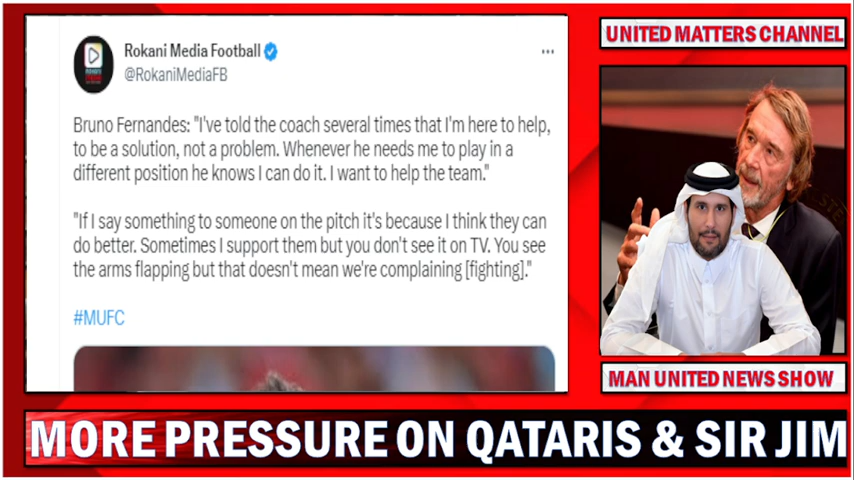 Rokani Media Football
@RokaniMediaFB
Bruno Fernandes: "I've told the coach several times that I'm here to help,
to be a solution, not a problem. Whenever he needs me to play in a
different position he knows I can do it. I want to help the team."
"If I say something to someone on the pitch it's because I think they can
do better. Sometimes I support them but you don't see it on TV. You see
the arms flapping but that doesn't mean we're complaining [fighting]."
#MUFC
UNITED MATTERS CHANNEL
MAN UNITED NEWS SHOW
MORE PRESSURE ON QATARIS & SIR JIM